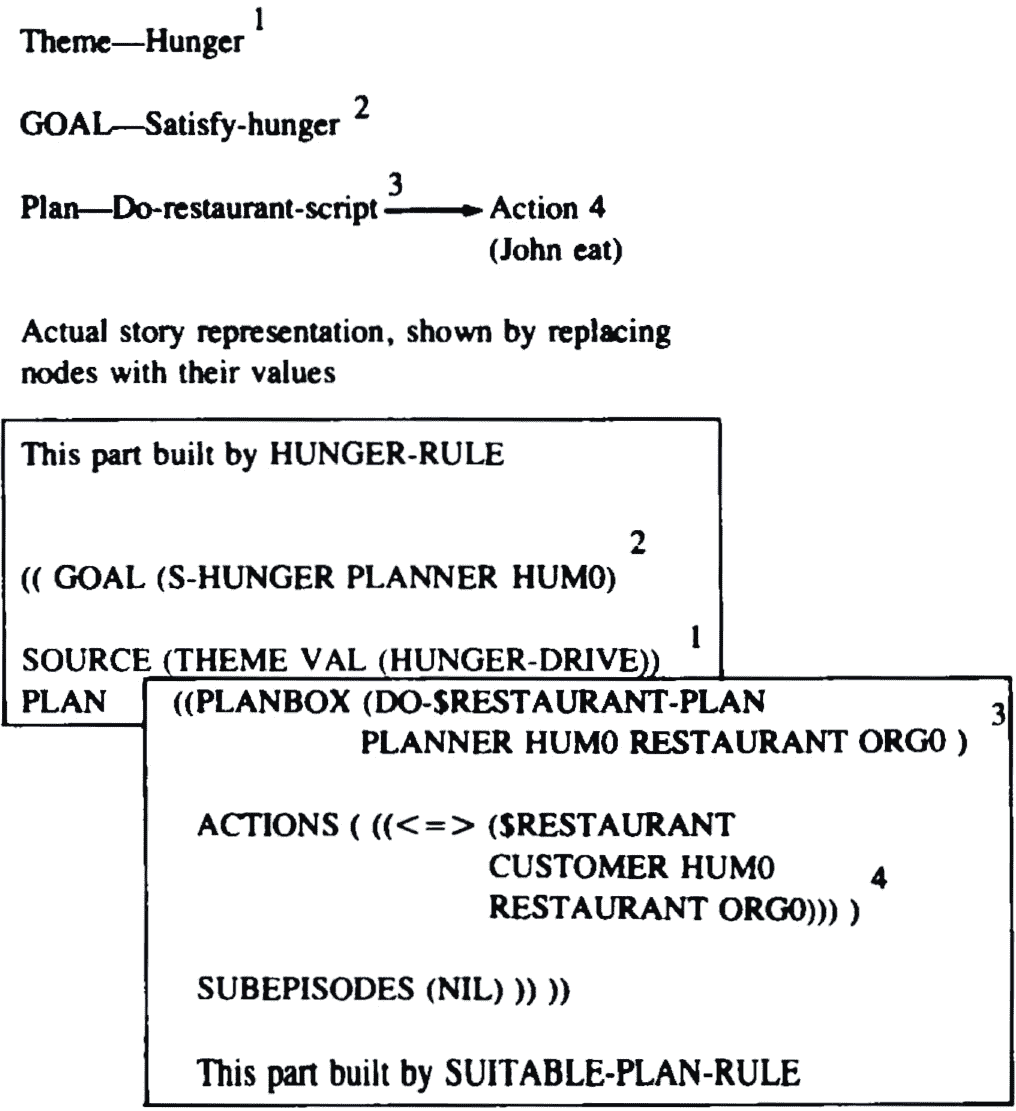 Theme—Hunger 1
GOAL—Satisfy-hunger 2
Plan—Do-restaurant-script 3 → Action 4
(John eat)
Actual story representation, shown by replacing
nodes with their values
This part built by HUNGER-RULE
(( GOAL (S-HUNGER PLANNER HUM0) 2
SOURCE (THEME VAL (HUNGER-DRIVE)) 1
PLAN ((PLANBOX (DO-$RESTAURANT-PLAN 3
PLANNER HUM0 RESTAURANT ORG0 )
ACTIONS ( ((<=> ($RESTAURANT
CUSTOMER HUM0 4
RESTAURANT ORG0))) )
SUBEPISODES (NIL) )) ))
This part built by SUITABLE-PLAN-RULE